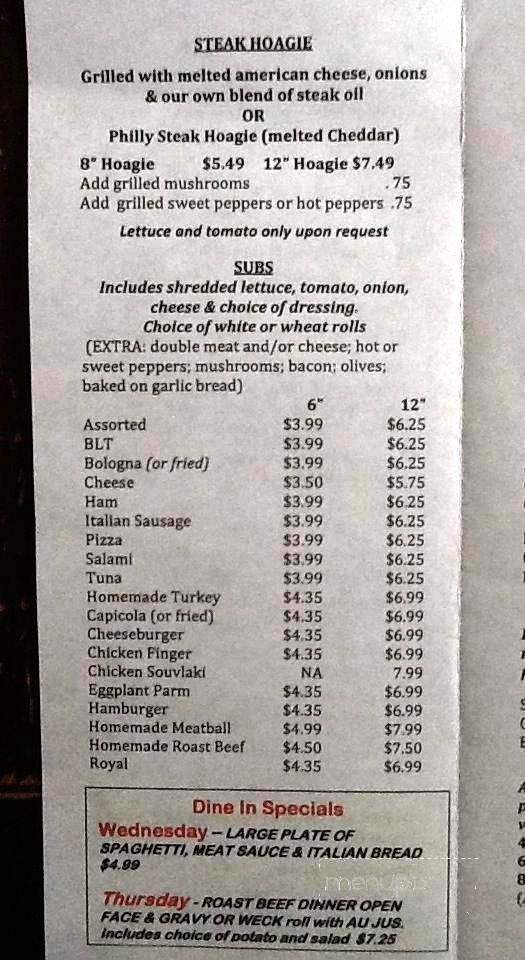 STEAK HOAGIE
Grilled with melted american cheese, onions
& our own blend of steak oil
OR
Philly Steak Hoagie (melted Cheddar)
8" Hoagie $5.49 12" Hoagie $7.49
Add grilled mushrooms .75
Add grilled sweet peppers or hot peppers .75
Lettuce and tomato only upon request
SUBS
Includes shredded lettuce, tomato, onion,
cheese & choice of dressing.
Choice of white or wheat rolls
(EXTRA: double meat and/or cheese; hot or
sweet peppers; mushrooms; bacon; olives;
baked on garlic bread)
6" 12"
Assorted $3.99 $6.25
BLT $3.99 $6.25
Bologna (or fried) $3.99 $6.25
Cheese $3.50 $5.75
Ham $3.99 $6.25
Italian Sausage $3.99 $6.25
Pizza $3.99 $6.25
Salami $3.99 $6.25
Tuna $3.99 $6.25
Homemade Turkey $4.35 $6.99
Capicola (or fried) $4.35 $6.99
Cheeseburger $4.35 $6.99
Chicken Finger $4.35 $6.99
Chicken Souvlaki NA 7.99
Eggplant Parm $4.35 $6.99
Hamburger $4.35 $6.99
Homemade Meatball $4.99 $7.99
Homemade Roast Beef $4.50 $7.50
Royal $4.35 $6.99
Dine In Specials
Wednesday – LARGE PLATE OF
SPAGHETTI, MEAT SAUCE & ITALIAN BREAD
$4.99
Thursday - ROAST BEEF DINNER OPEN
FACE & GRAVY OR WECK roll with AU JUS.
Includes choice of potato and salad $7.25